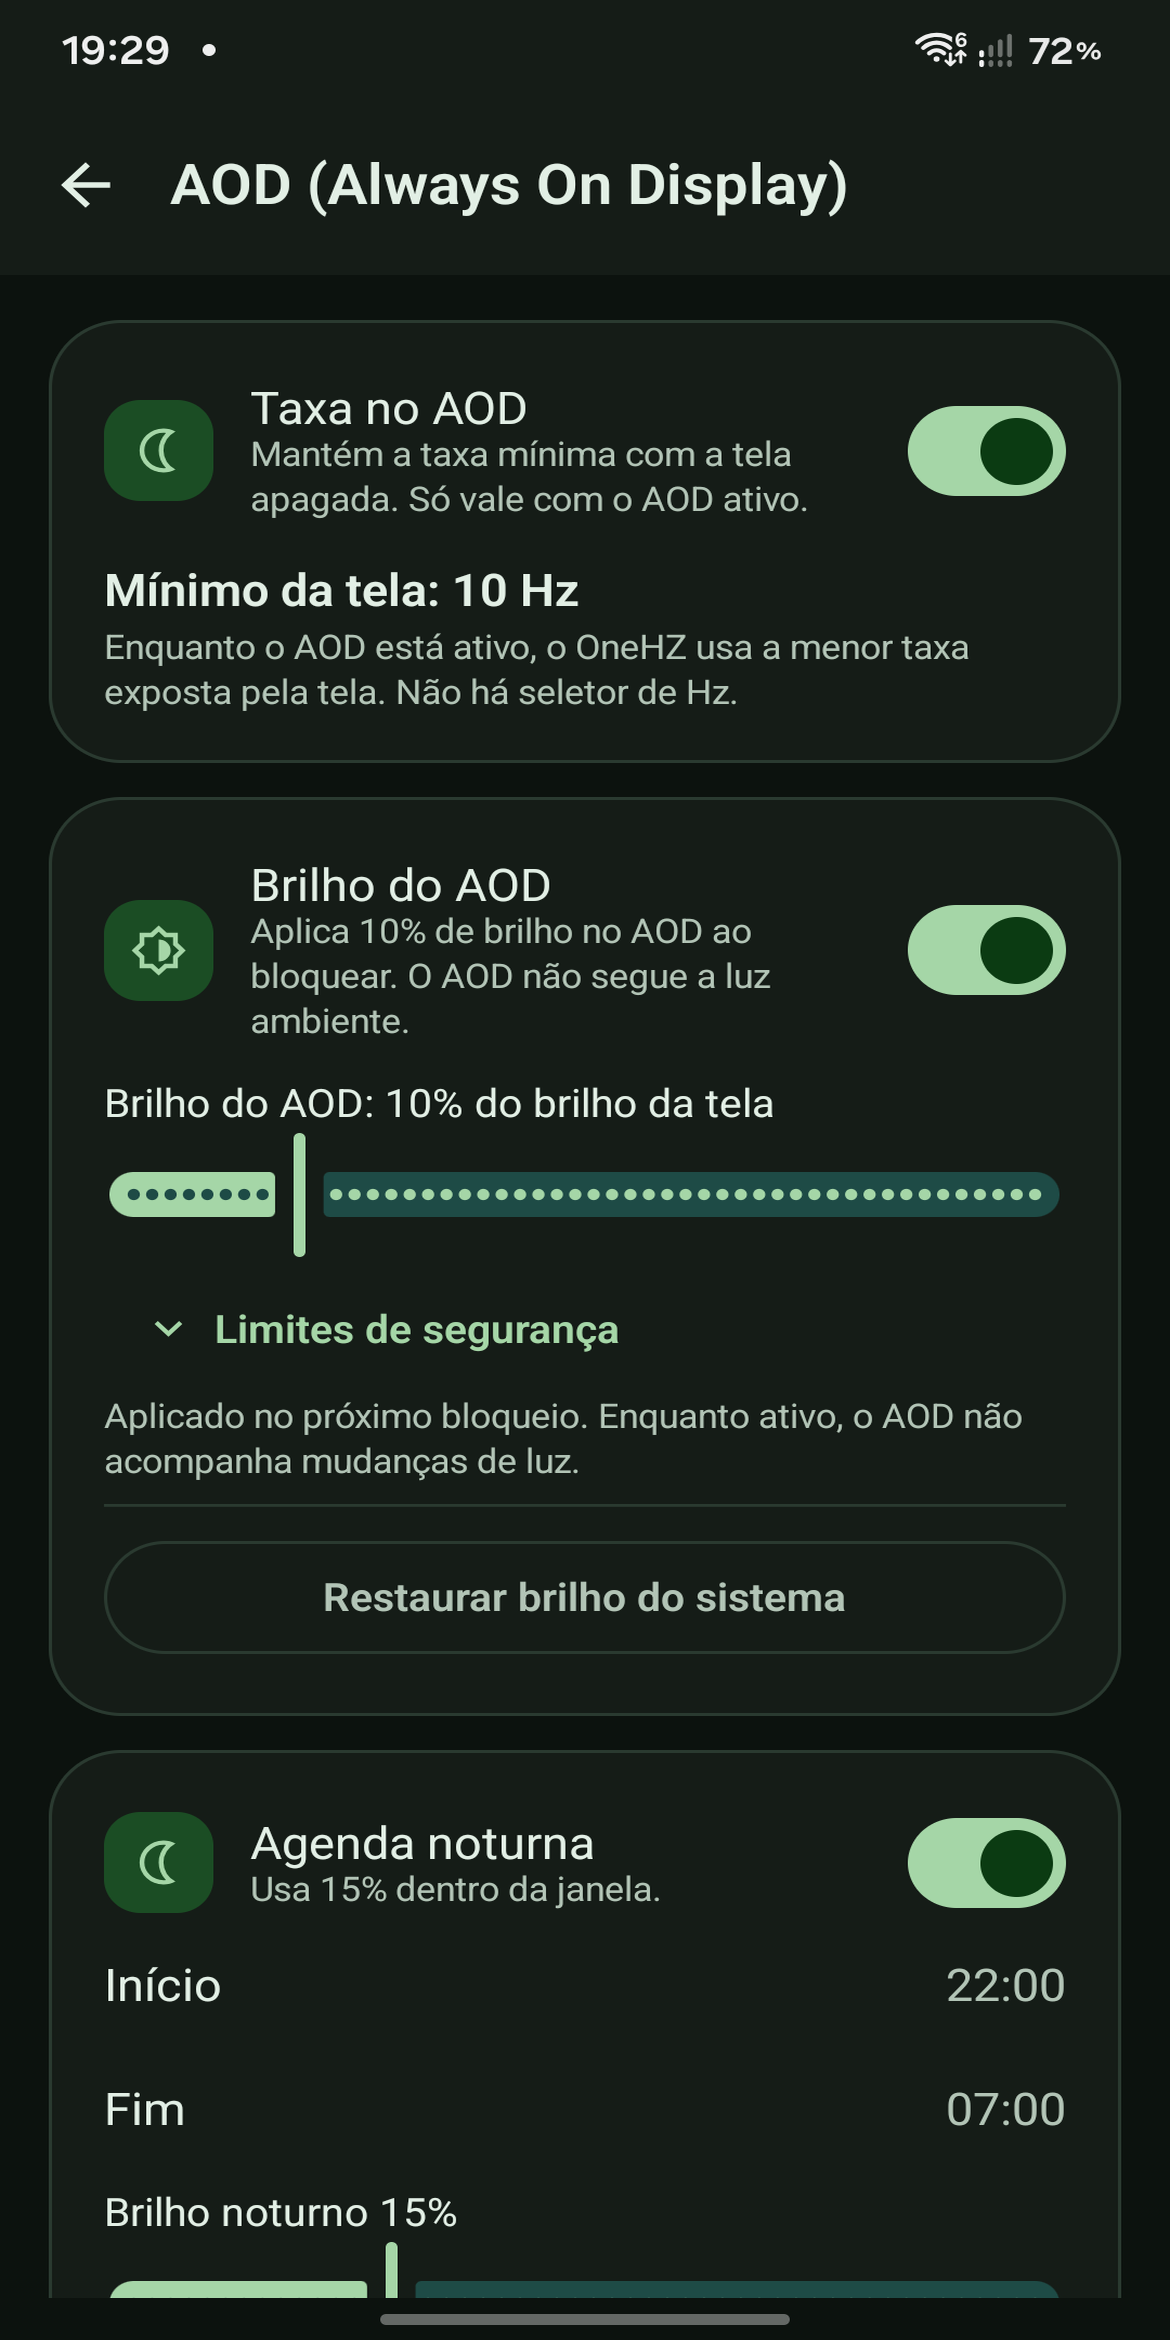 19:29
6
72%
AOD (Always On Display)
Taxa no AOD
Mantém a taxa mínima com a tela
apagada. Só vale com o AOD ativo.
Mínimo da tela: 10 Hz
Enquanto o AOD está ativo, o OneHZ usa a menor taxa
exposta pela tela. Não há seletor de Hz.
Brilho do AOD
Aplica 10% de brilho no AOD ao
bloquear. O AOD não segue a luz
ambiente.
Brilho do AOD: 10% do brilho da tela
Limites de segurança
Aplicado no próximo bloqueio. Enquanto ativo, o AOD não
acompanha mudanças de luz.
Restaurar brilho do sistema
Agenda noturna
Usa 15% dentro da janela.
Início
22:00
Fim
07:00
Brilho noturno 15%